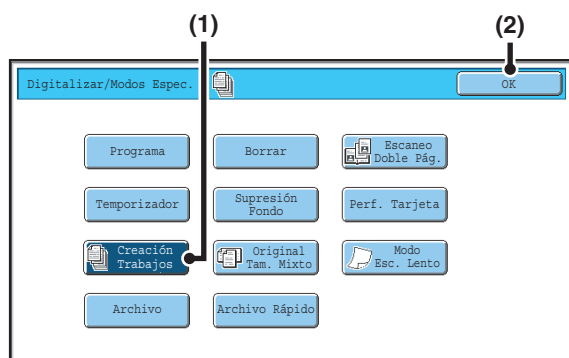 (1) (2)
Digitalizar/Modos Espec. OK
Programa Borrar Escaneo
Doble Pág.
Temporizador Supresión
Fondo Perf. Tarjeta
Creación
Trabajos Original
Tam. Mixto Modo
Esc. Lento
Archivo Archivo Rápido